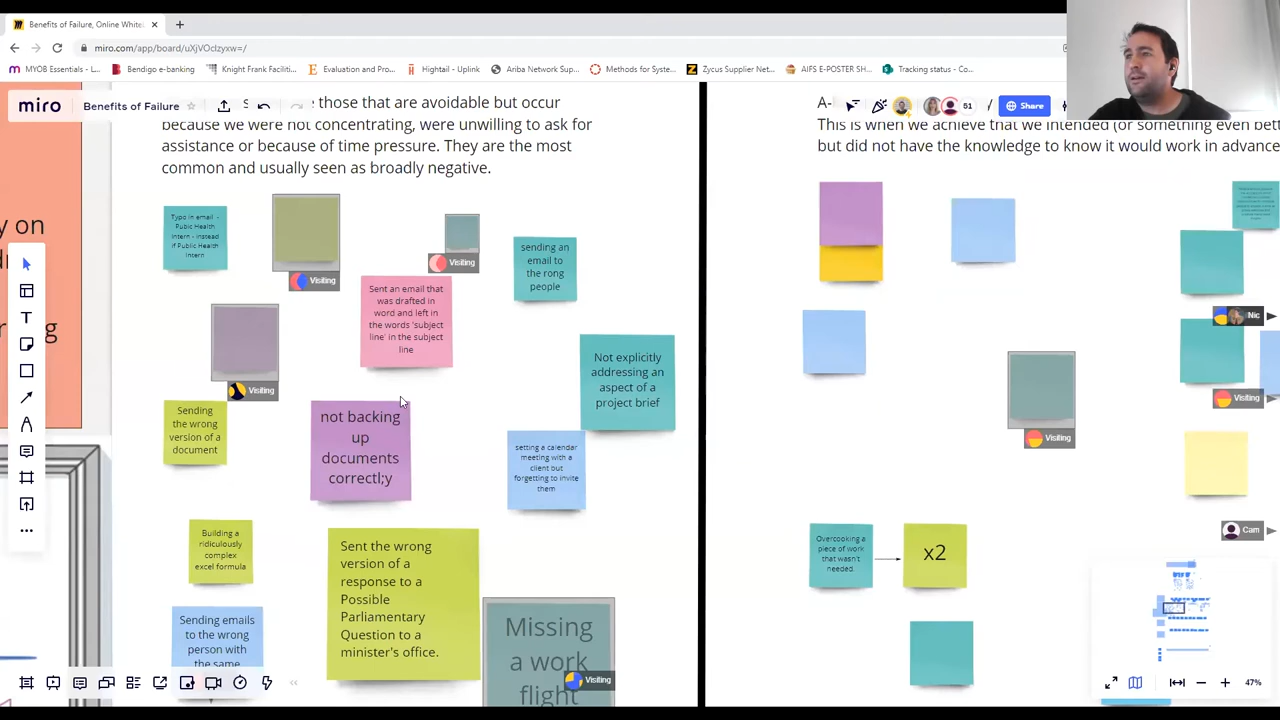 Benefits of Failure, Online White
miro.com/app/board/uXjVOclzyxw=/
MYOB Essentials - L...
Bendigo e-banking
Knight Frank Faciliti...
Evaluation and Pro...
Hightail - Uplink
Ariba Network Sup...
Methods for Syste...
Zycus Supplier Net...
AIFS E-POSTER SH...
Tracking status - Co...
miro
Benefits of Failure
51
Share
those that are avoidable but occur
because we were not concentrating, were unwilling to ask for
assistance or because of time pressure. They are the most
common and usually seen as broadly negative.
This is when we achieve that we intended (or something even bett
but did not have the knowledge to know it would work in advance
y on
Typo in email -
Pubic Health
Intern - instead
if Public Health
Intern
Visiting
Visiting
sending an
email to
the rong
people
Sent an email that
was drafted in
word and left in
the words 'subject
line' in the subject
line
Visiting
Not explicitly
addressing an
aspect of a
project brief
Sending
the wrong
version of a
document
not backing
up
documents
correctl;y
setting a calendar
meeting with a
client but
forgetting to invite
them
Building a
ridiculously
complex
excel formula
Sent the wrong
version of a
response to a
Possible
Parliamentary
Question to a
minister's office.
Sending emails
to the wrong
person with
the same
Missing
a work
flight
Visiting
Nic
Visiting
Visiting
Cam
Overcooking a
piece of work
that wasn't
needed.
x2
47%